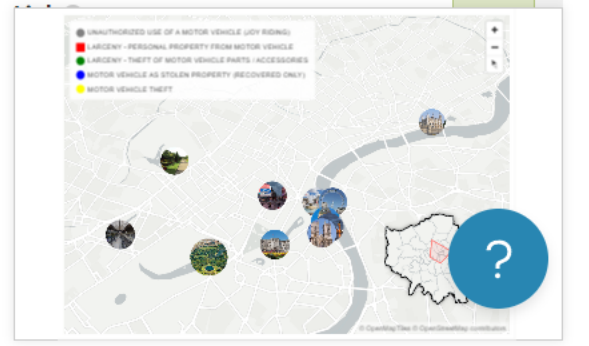 UNAUTHORIZED USE OF A MOTOR VEHICLE (JOY RIDING)
LARCENY - PERSONAL PROPERTY FROM MOTOR VEHICLE
LARCENY - THEFT OF MOTOR VEHICLE PARTS / ACCESSORIES
MOTOR VEHICLE AS STOLEN PROPERTY (RECOVERED ONLY)
MOTOR VEHICLE THEFT
+
−
?
© OpenMapTiles © OpenStreetMap contributors